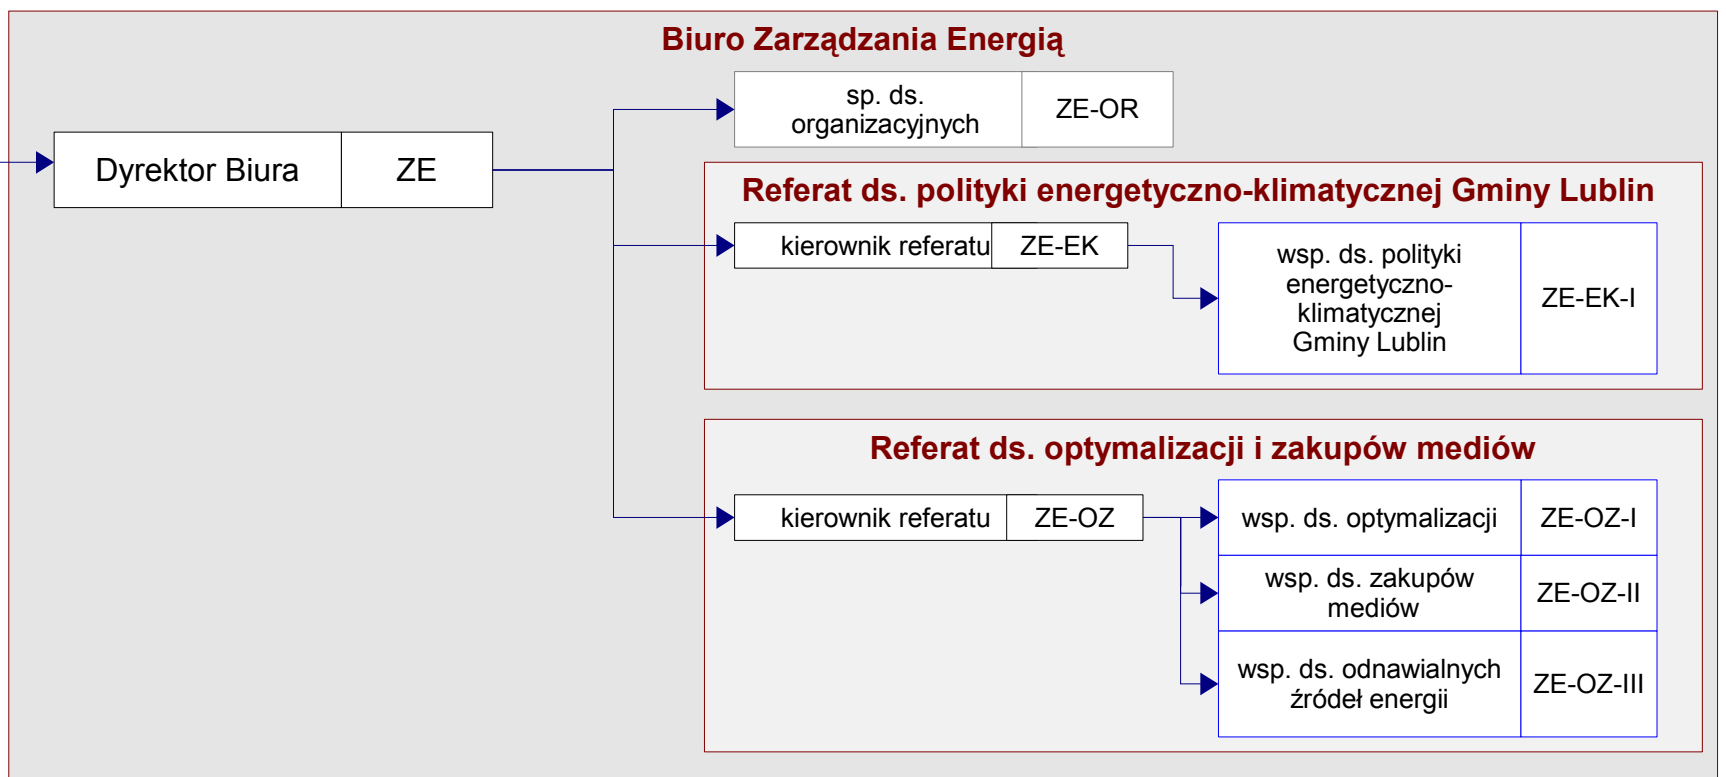 Biuro Zarządzania Energią
sp. ds.
organizacyjnych
ZE-OR
Dyrektor Biura
ZE
Referat ds. polityki energetyczno-klimatycznej Gminy Lublin
kierownik referatu
ZE-EK
wsp. ds. polityki
energetyczno-
klimatycznej
Gminy Lublin
ZE-EK-I
Referat ds. optymalizacji i zakupów mediów
kierownik referatu
ZE-OZ
wsp. ds. optymalizacji
ZE-OZ-I
wsp. ds. zakupów
mediów
ZE-OZ-II
wsp. ds. odnawialnych
źródeł energii
ZE-OZ-III